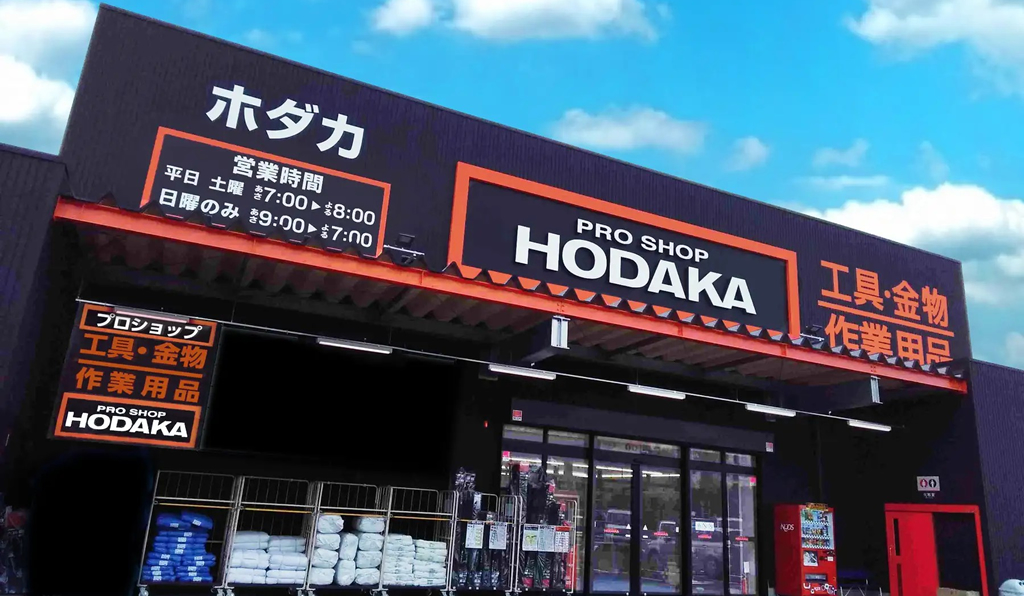 ホダカ
営業時間
平日 土曜 あさ7:00▶よる8:00
日曜のみ あさ9:00▶よる7:00
PRO SHOP
HODAKA
工具・金物
作業用品
プロショップ
工具・金物
作業用品
PRO SHOP
HODAKA